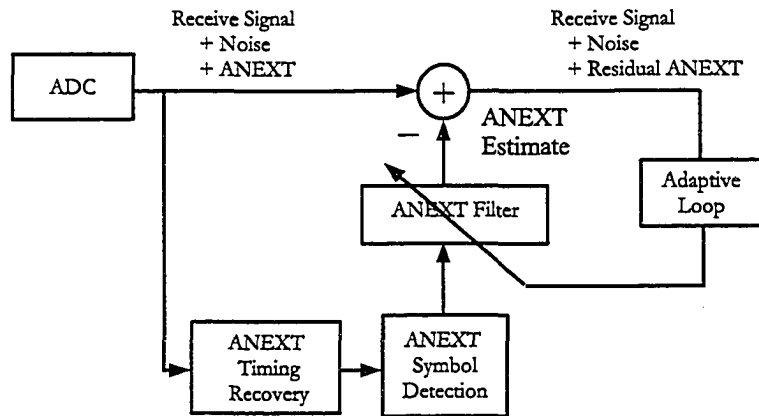 Receive Signal
+ Noise
+ ANEXT
Receive Signal
+ Noise
+ Residual ANEXT
ADC
+
−
ANEXT
Estimate
ANEXT Filter
Adaptive
Loop
ANEXT
Timing
Recovery
ANEXT
Symbol
Detection